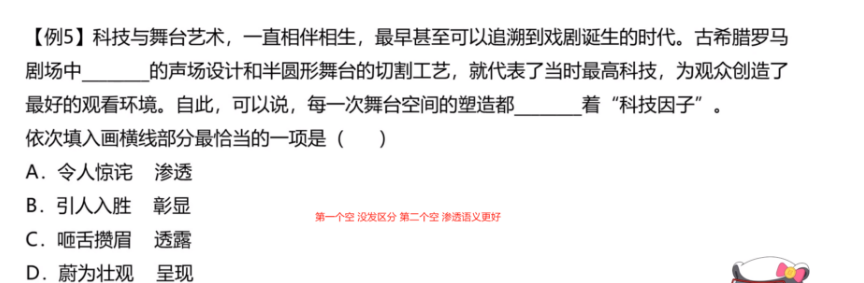 【例5】科技与舞台艺术，一直相伴相生，最早甚至可以追溯到戏剧诞生的时代。古希腊罗马
剧场中________的声场设计和半圆形舞台的切割工艺，就代表了当时最高科技，为观众创造了
最好的观看环境。自此，可以说，每一次舞台空间的塑造都________着“科技因子”。
依次填入画横线部分最恰当的一项是（　　）
A．令人惊诧　渗透
B．引人入胜　彰显
第一个空 没发区分 第二个空 渗透语义更好
C．咂舌攒眉　透露
D．蔚为壮观　呈现